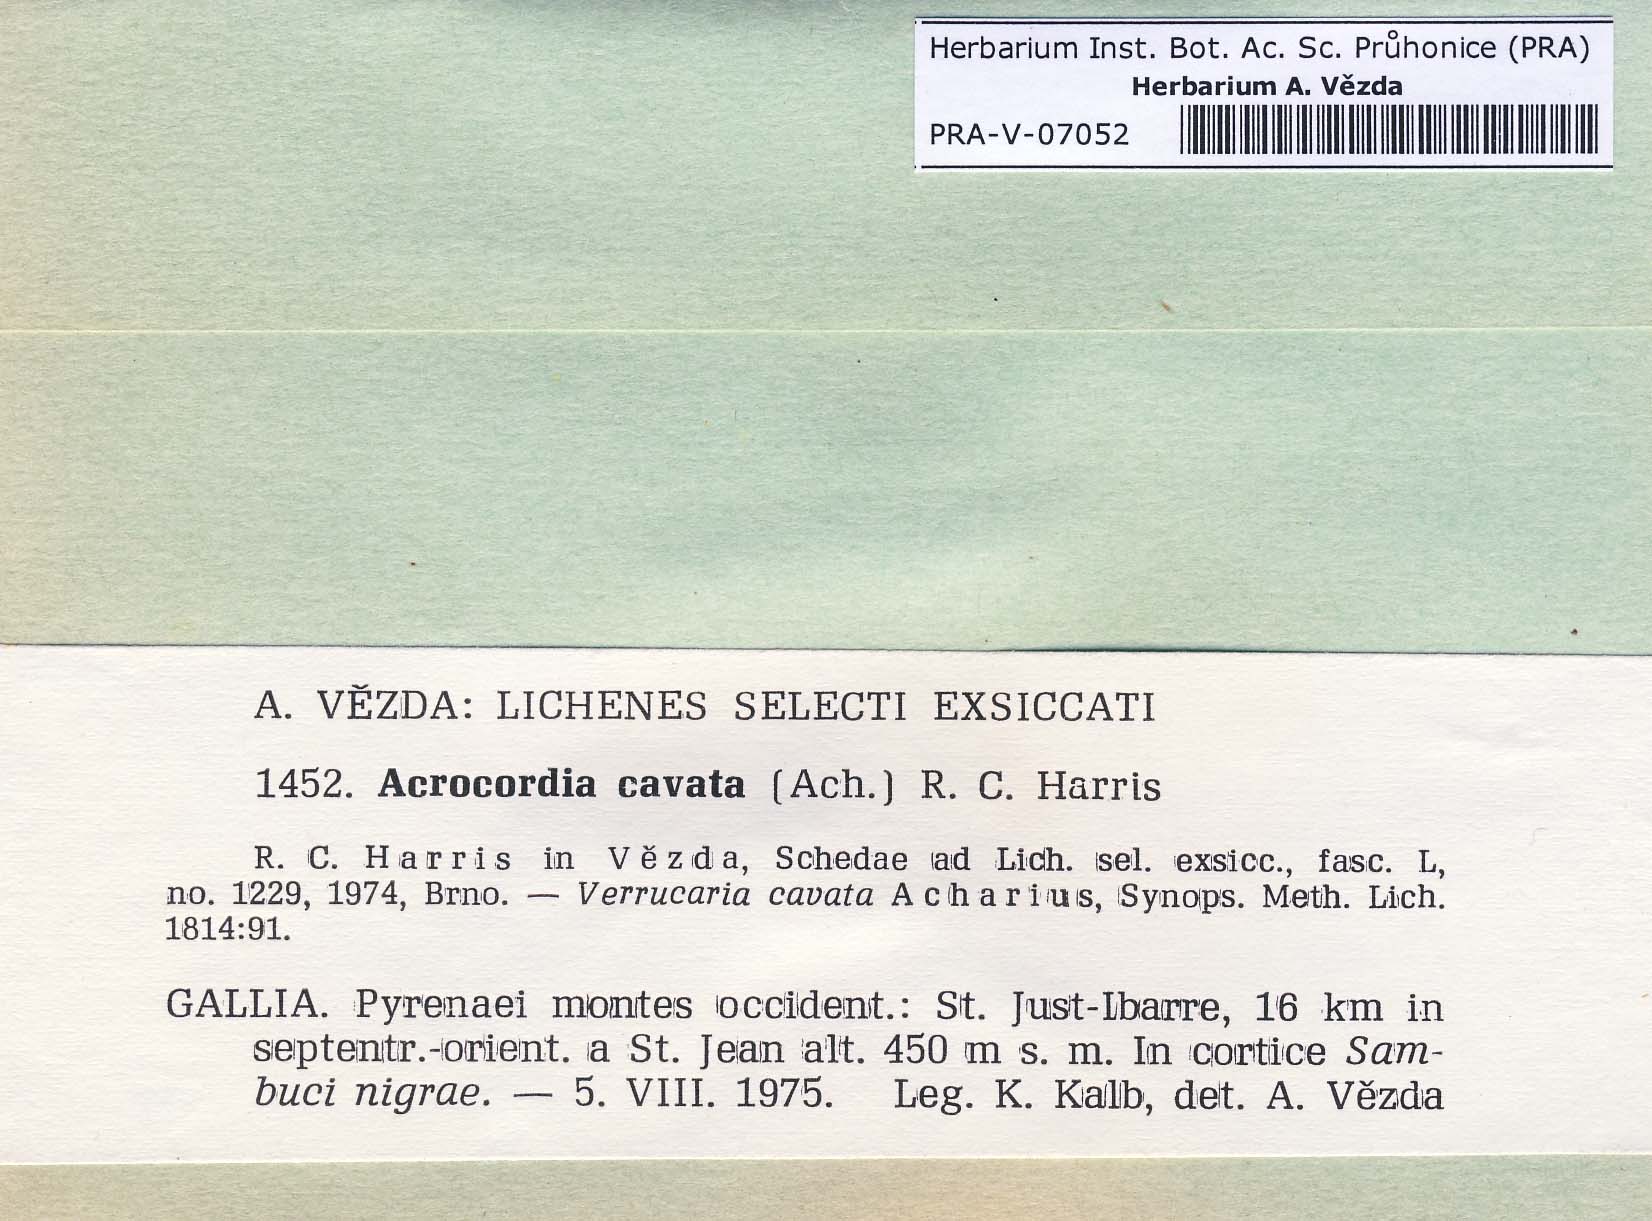 Herbarium Inst. Bot. Ac. Sc. Průhonice (PRA)
Herbarium A. Vězda
PRA-V-07052
A. VĚZDA: LICHENES SELECTI EXSICCATI
1452. Acrocordia cavata (Ach.) R. C. Harris
R. C. Harris in Vězda, Schedae ad Lich. sel. exsicc., fasc. L,
no. 1229, 1974, Brno. — Verrucaria cavata Acharius, Synops. Meth. Lich.
1814:91.
GALLIA. Pyrenaei montes occident.: St. Just-Ibarre, 16 km in
septentr.-orient. a St. Jean alt. 450 m s. m. In cortice Sam-
buci nigrae. — 5. VIII. 1975. Leg. K. Kalb, det. A. Vězda